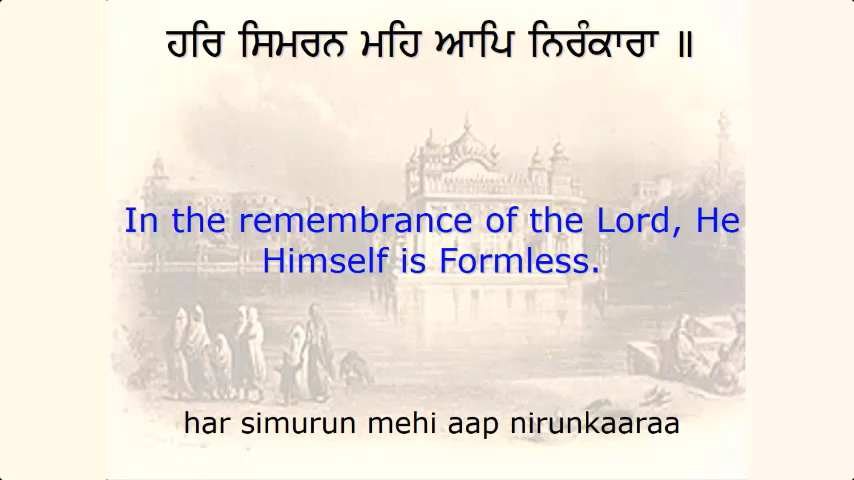 ਹਰਿ ਸਿਮਰਨ ਮਹਿ ਆਪਿ ਨਿਰੰਕਾਰਾ ॥
In the remembrance of the Lord, He
Himself is Formless.
har simurun mehi aap nirunkaaraa